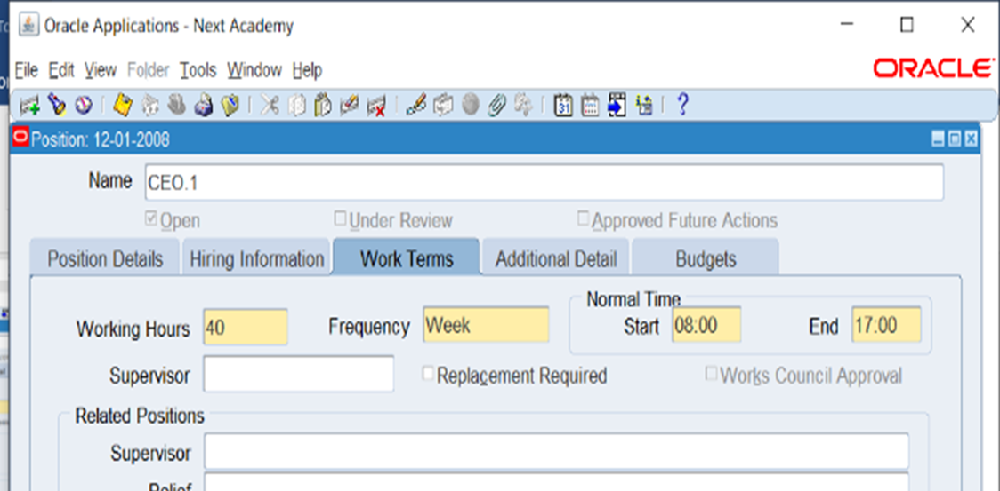 Oracle Applications - Next Academy
File Edit View Folder Tools Window Help
ORACLE
Position: 12-01-2008
Name CEO.1
Open Under Review Approved Future Actions
Position Details Hiring Information Work Terms Additional Detail Budgets
Normal Time
Working Hours 40 Frequency Week Start 08:00 End 17:00
Supervisor Replacement Required Works Council Approval
Related Positions
Supervisor
Relief